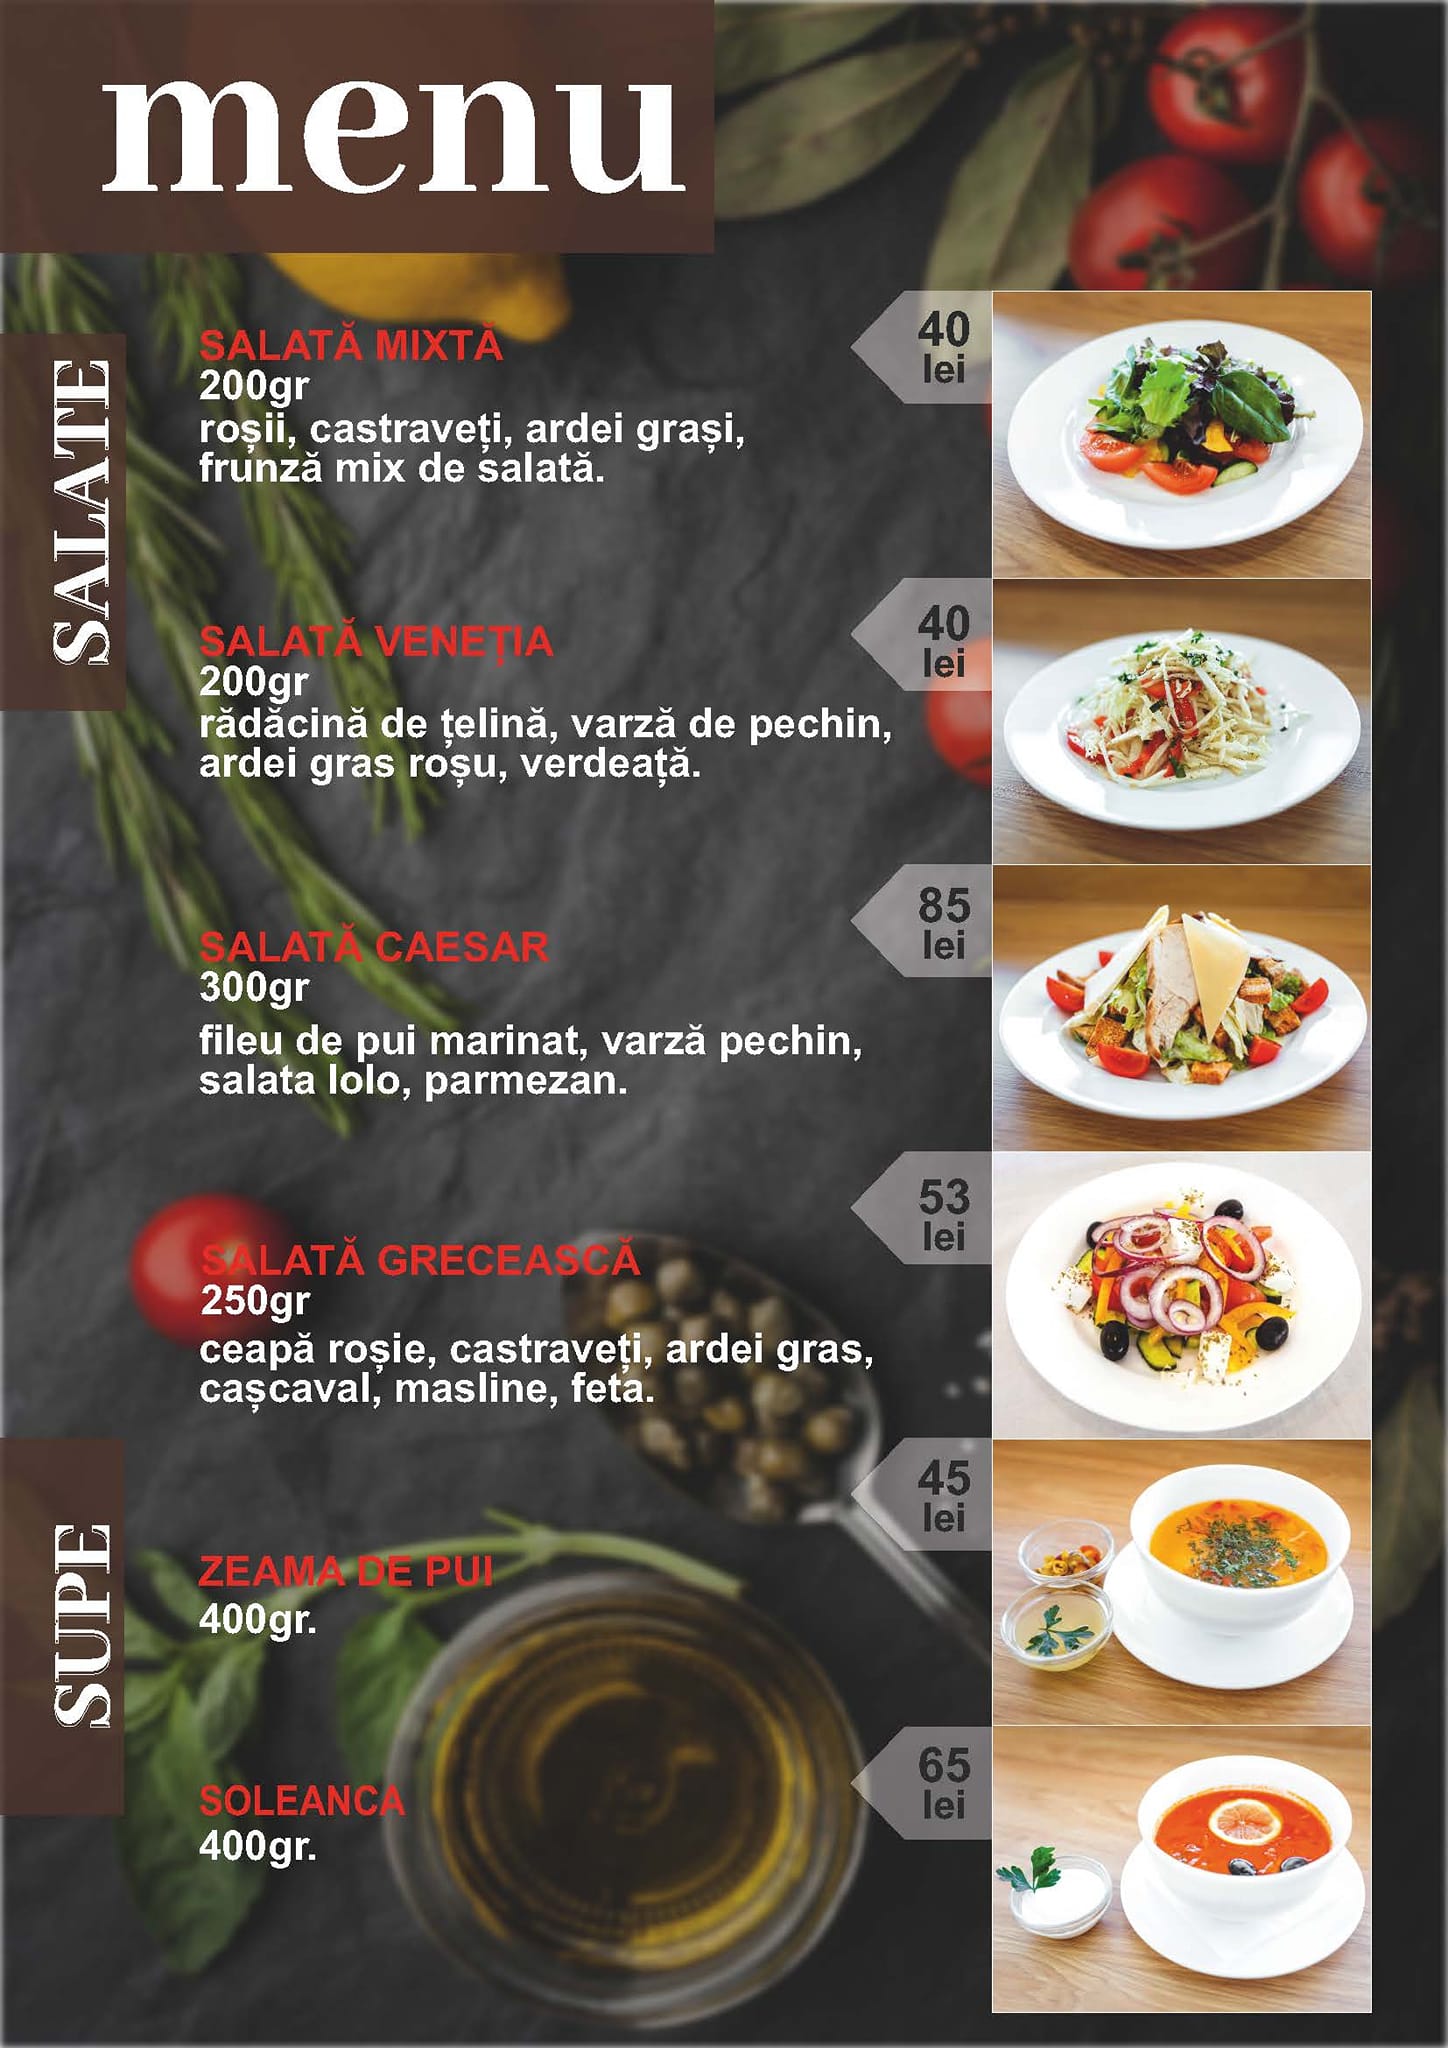 menu
SALATE
SALATĂ MIXTĂ
200gr
roșii, castraveți, ardei grași,
frunză mix de salată.
40
lei
SALATĂ VENEȚIA
200gr
rădăcină de țelină, varză de pechin,
ardei gras roșu, verdeață.
40
lei
SALATĂ CAESAR
300gr
fileu de pui marinat, varză pechin,
salata lolo, parmezan.
85
lei
SALATĂ GRECEASCĂ
250gr
ceapă roșie, castraveți, ardei gras,
cașcaval, masline, feta.
53
lei
SUPE
ZEAMA DE PUI
400gr.
45
lei
SOLEANCA
400gr.
65
lei